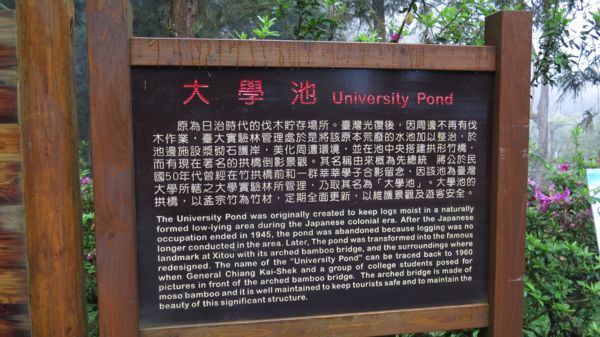 大學池 University Pond
原為日治時代的伐木貯存場所。臺灣光復後，因周邊不再有伐
木作業，臺大實驗林管理處於是將該原本荒廢的水池加以整治，於
池邊施設漿砌石護岸，美化周遭環境，並在池中央搭建拱形竹橋，
而有現在著名的拱橋倒影景觀。其名稱由來概為先總統　蔣公於民
國50年代曾經在竹拱橋前和一群莘莘學子合影留念，因該池為臺灣
大學所轄之大學實驗林所管理，乃取其名為「大學池」。大學池的
拱橋，以孟宗竹為竹材，定期全面更新，以維護景觀及遊客安全。
The University Pond was originally created to keep logs moist in a naturally
formed low-lying area during the Japanese colonial era. After the Japanese
occupation ended in 1945, the pond was abandoned because logging was no
longer conducted in the area. Later, The pond was transformed into the famous
landmark at Xitou with its arched bamboo bridge, and the surroundings where
redesigned. The name of the "University Pond" can be traced back to 1960
when General Chiang Kai-Shek and a group of college students posed for
pictures in front of the arched bamboo bridge. The arched bridge is made of
moso bamboo and it is well maintained to keep tourists safe and to maintain the
beauty of this significant structure.